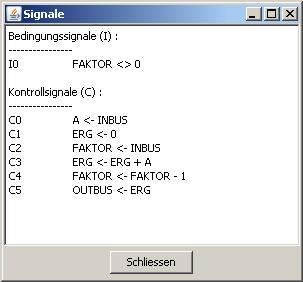 Signale
Bedingungssignale (I) :
----------------
I0 FAKTOR <> 0
Kontrollsignale (C) :
----------------
C0 A <- INBUS
C1 ERG <- 0
C2 FAKTOR <- INBUS
C3 ERG <- ERG + A
C4 FAKTOR <- FAKTOR - 1
C5 OUTBUS <- ERG
Schliessen